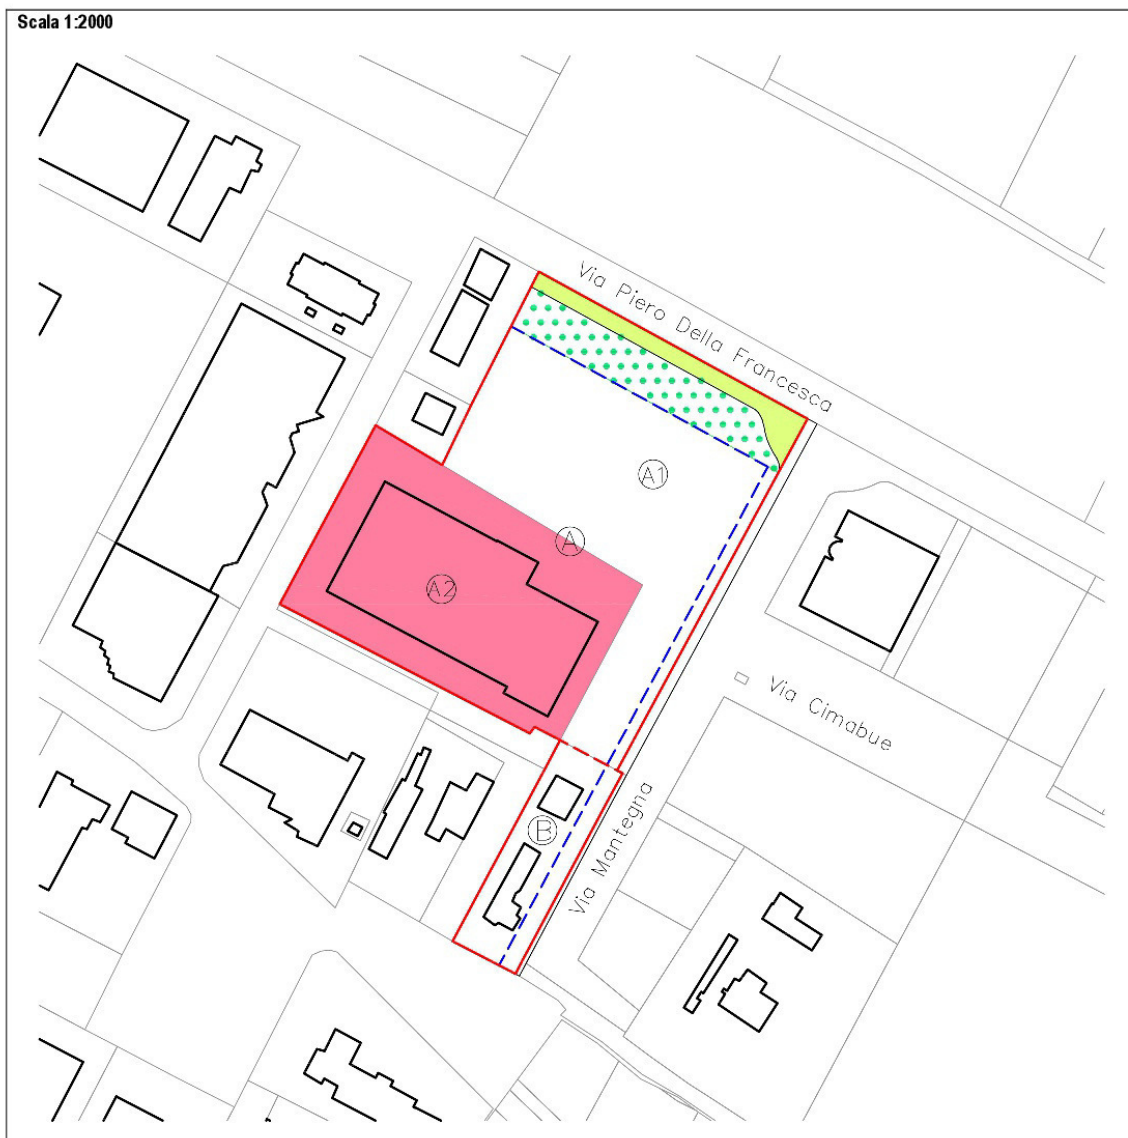 Scala 1:2000
Via Piero Della Francesca
A1
A
A2
Via Cimabue
B
Via Mantegna